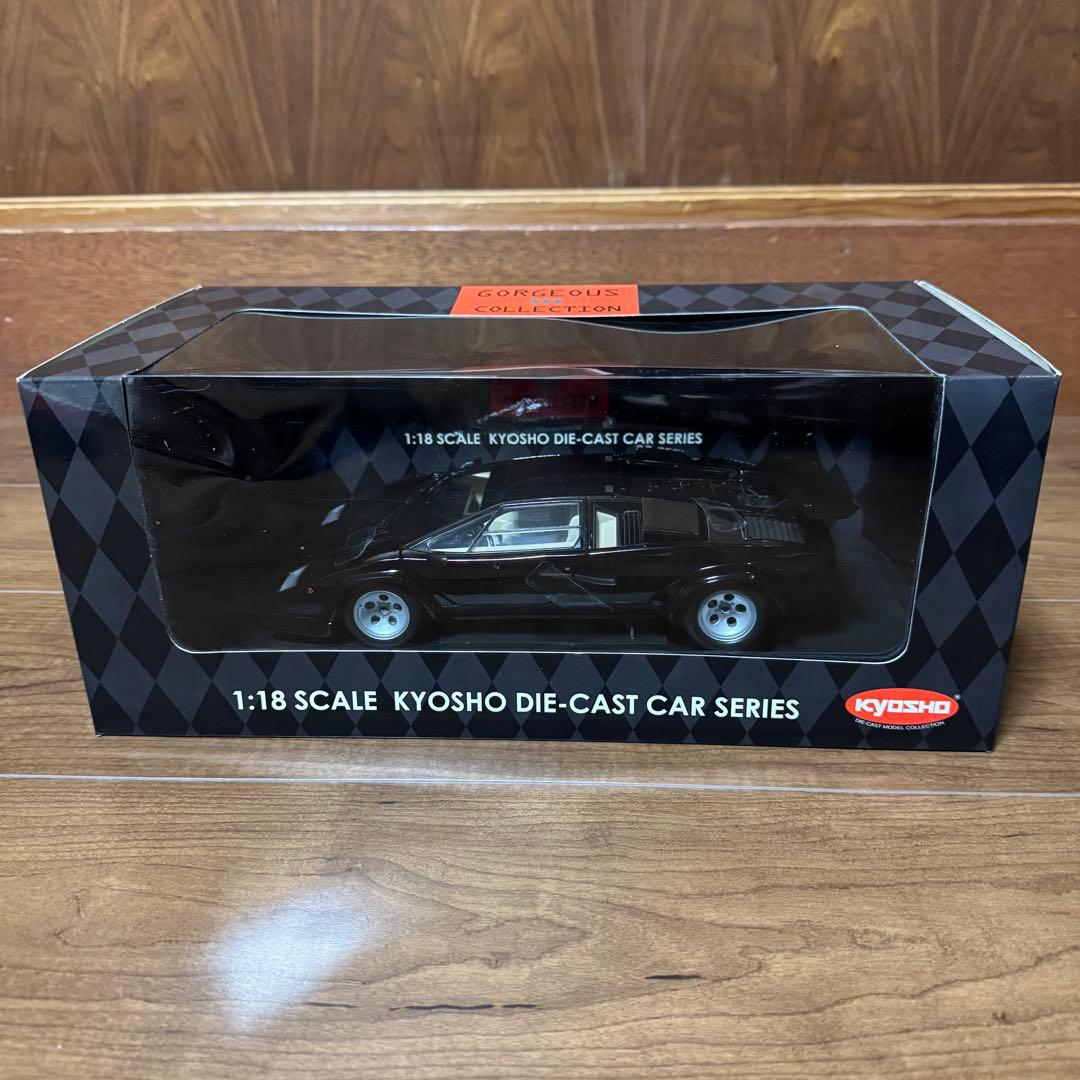 GORGEOUS
COLLECTION
1:18 SCALE KYOSHO DIE-CAST CAR SERIES
1:18 SCALE KYOSHO DIE-CAST CAR SERIES
KYOSHO®
DIE-CAST MODEL COLLECTION